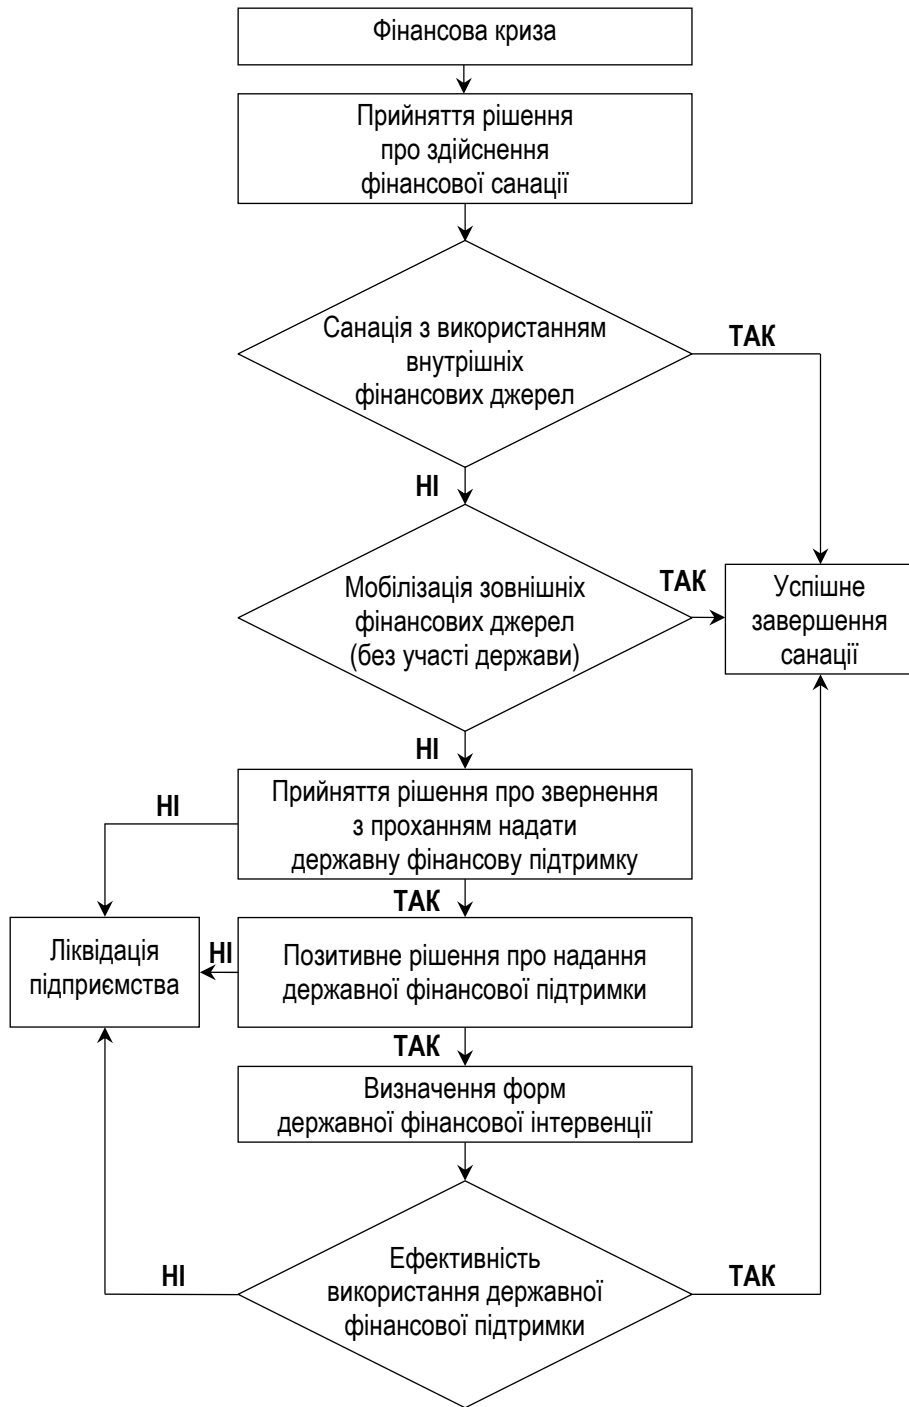 Фінансова криза
Прийняття рішення
про здійснення
фінансової санації
Санація з використанням
внутрішніх
фінансових джерел
ТАК
НІ
Мобілізація зовнішніх
фінансових джерел
(без участі держави)
ТАК
Успішне
завершення
санації
НІ
Прийняття рішення про звернення
з проханням надати
державну фінансову підтримку
НІ
ТАК
Ліквідація
підприємства
НІ
Позитивне рішення про надання
державної фінансової підтримки
ТАК
Визначення форм
державної фінансової інтервенції
Ефективність
використання державної
фінансової підтримки
НІ
ТАК